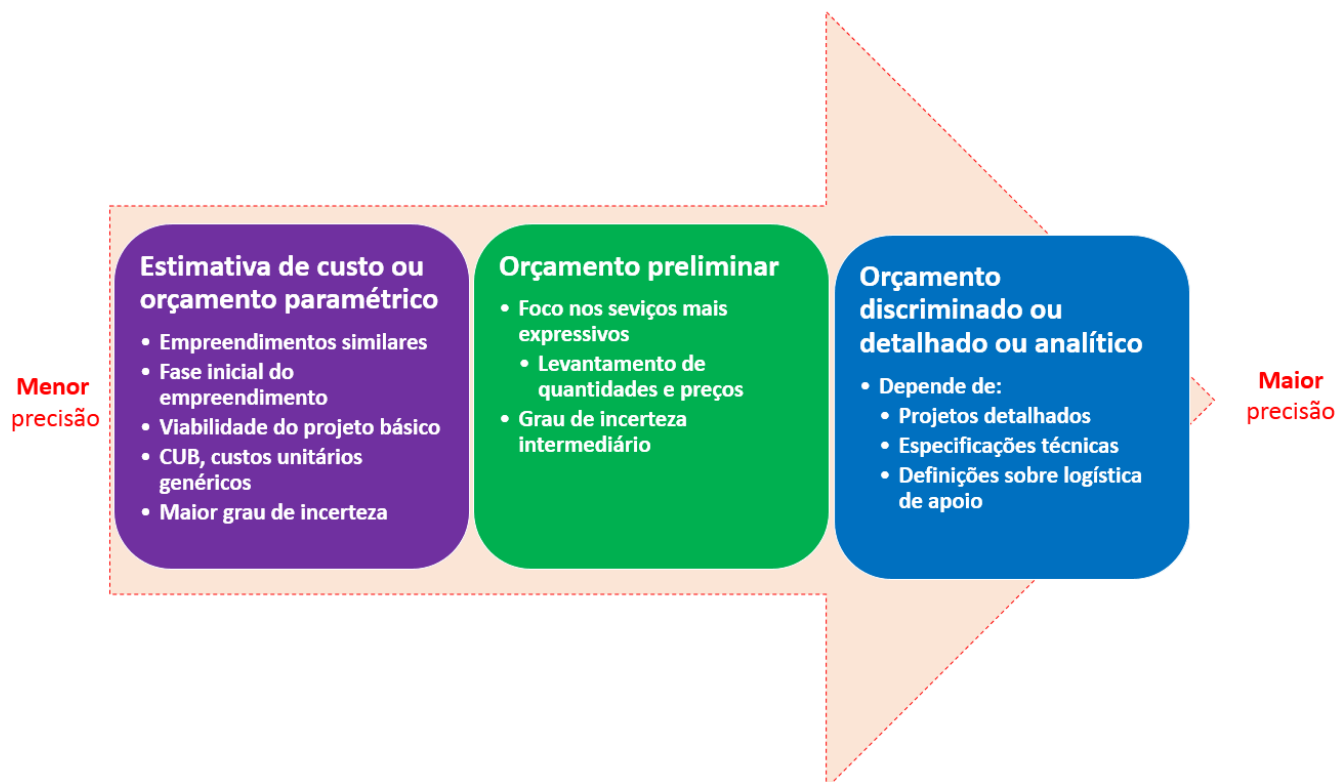 Menor
precisão
Estimativa de custo ou
orçamento paramétrico
• Empreendimentos similares
• Fase inicial do
empreendimento
• Viabilidade do projeto básico
• CUB, custos unitários
genéricos
• Maior grau de incerteza
Orçamento preliminar
• Foco nos seviços mais
expressivos
• Levantamento de
quantidades e preços
• Grau de incerteza
intermediário
Orçamento
discriminado ou
detalhado ou analítico
• Depende de:
• Projetos detalhados
• Especificações técnicas
• Definições sobre logística
de apoio
Maior
precisão